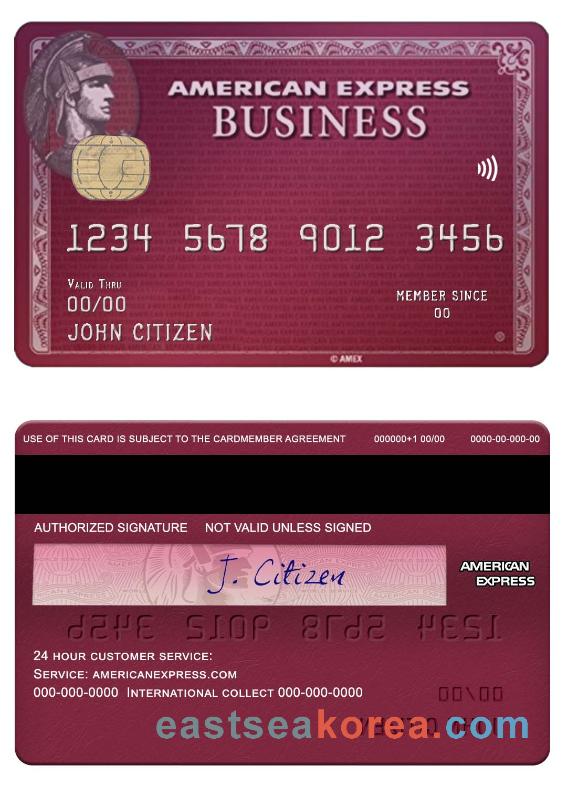 AMERICAN EXPRESS
BUSINESS
1234 5678 9012 3456
VALID THRU
00/00
MEMBER SINCE
00
JOHN CITIZEN
® 
© AMEX
USE OF THIS CARD IS SUBJECT TO THE CARDMEMBER AGREEMENT 000000+1 00/00 0000-00-000-00
AUTHORIZED SIGNATURE NOT VALID UNLESS SIGNED
J. Citizen
AMERICAN
EXPRESS
24 HOUR CUSTOMER SERVICE:
SERVICE: AMERICANEXPRESS.COM
000-000-0000 INTERNATIONAL COLLECT 000-000-0000
eastseakorea.com